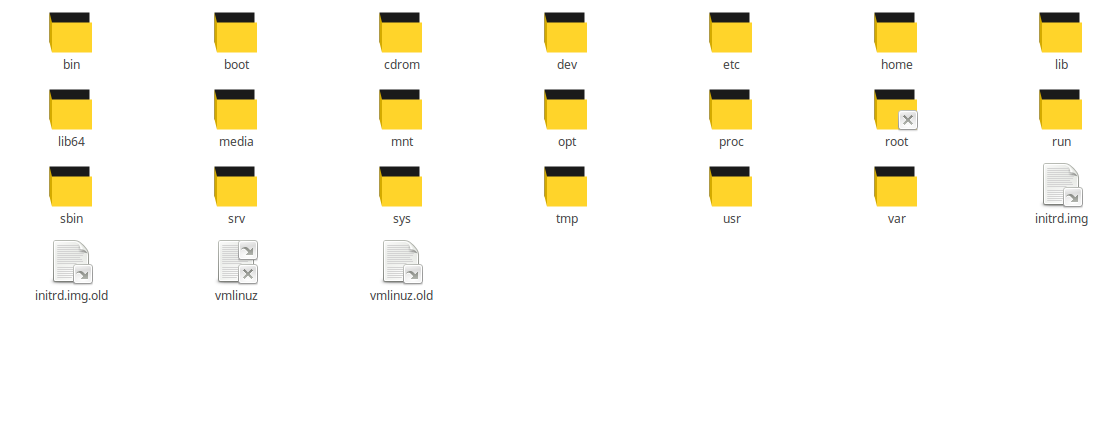 bin boot cdrom dev etc home lib
lib64 media mnt opt proc root run
sbin srv sys tmp usr var initrd.img
initrd.img.old vmlinuz vmlinuz.old